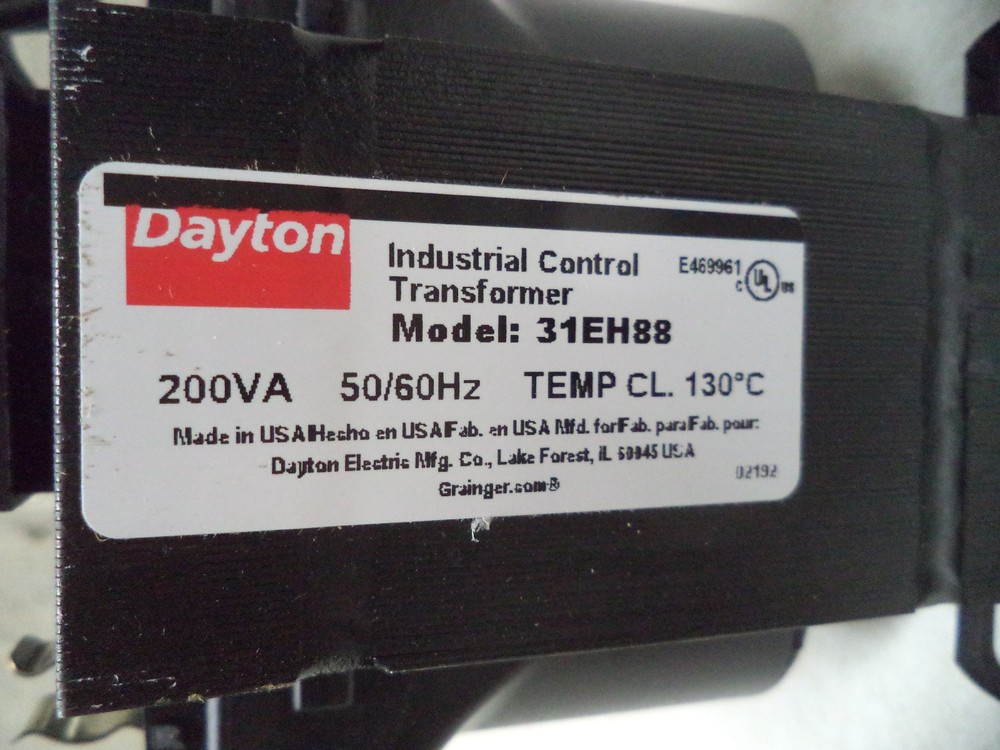 Dayton
Industrial Control
Transformer
Model: 31EH88
E469961
C UL US
200VA 50/60Hz TEMP CL. 130°C
Made in USA/Hecho en USA/Fab. en USA Mfd. for/Fab. para/Fab. pour:
Dayton Electric Mfg. Co., Lake Forest, IL 60045 USA
02192
Grainger.com®